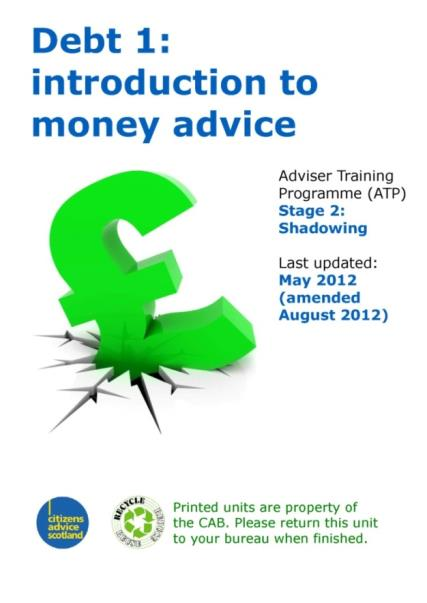 Debt 1:
introduction to
money advice
Adviser Training
Programme (ATP)
Stage 2:
Shadowing
Last updated:
May 2012
(amended
August 2012)
citizens
advice
scotland
RECYCLE
Printed units are property of
the CAB. Please return this unit
to your bureau when finished.